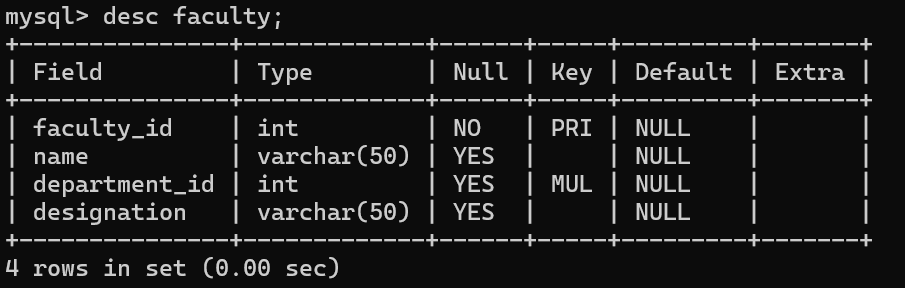 mysql> desc faculty;
+---------------+-------------+------+-----+---------+-------+
| Field         | Type        | Null | Key | Default | Extra |
+---------------+-------------+------+-----+---------+-------+
| faculty_id    | int         | NO   | PRI | NULL    |       |
| name          | varchar(50) | YES  |     | NULL    |       |
| department_id | int         | YES  | MUL | NULL    |       |
| designation   | varchar(50) | YES  |     | NULL    |       |
+---------------+-------------+------+-----+---------+-------+
4 rows in set (0.00 sec)